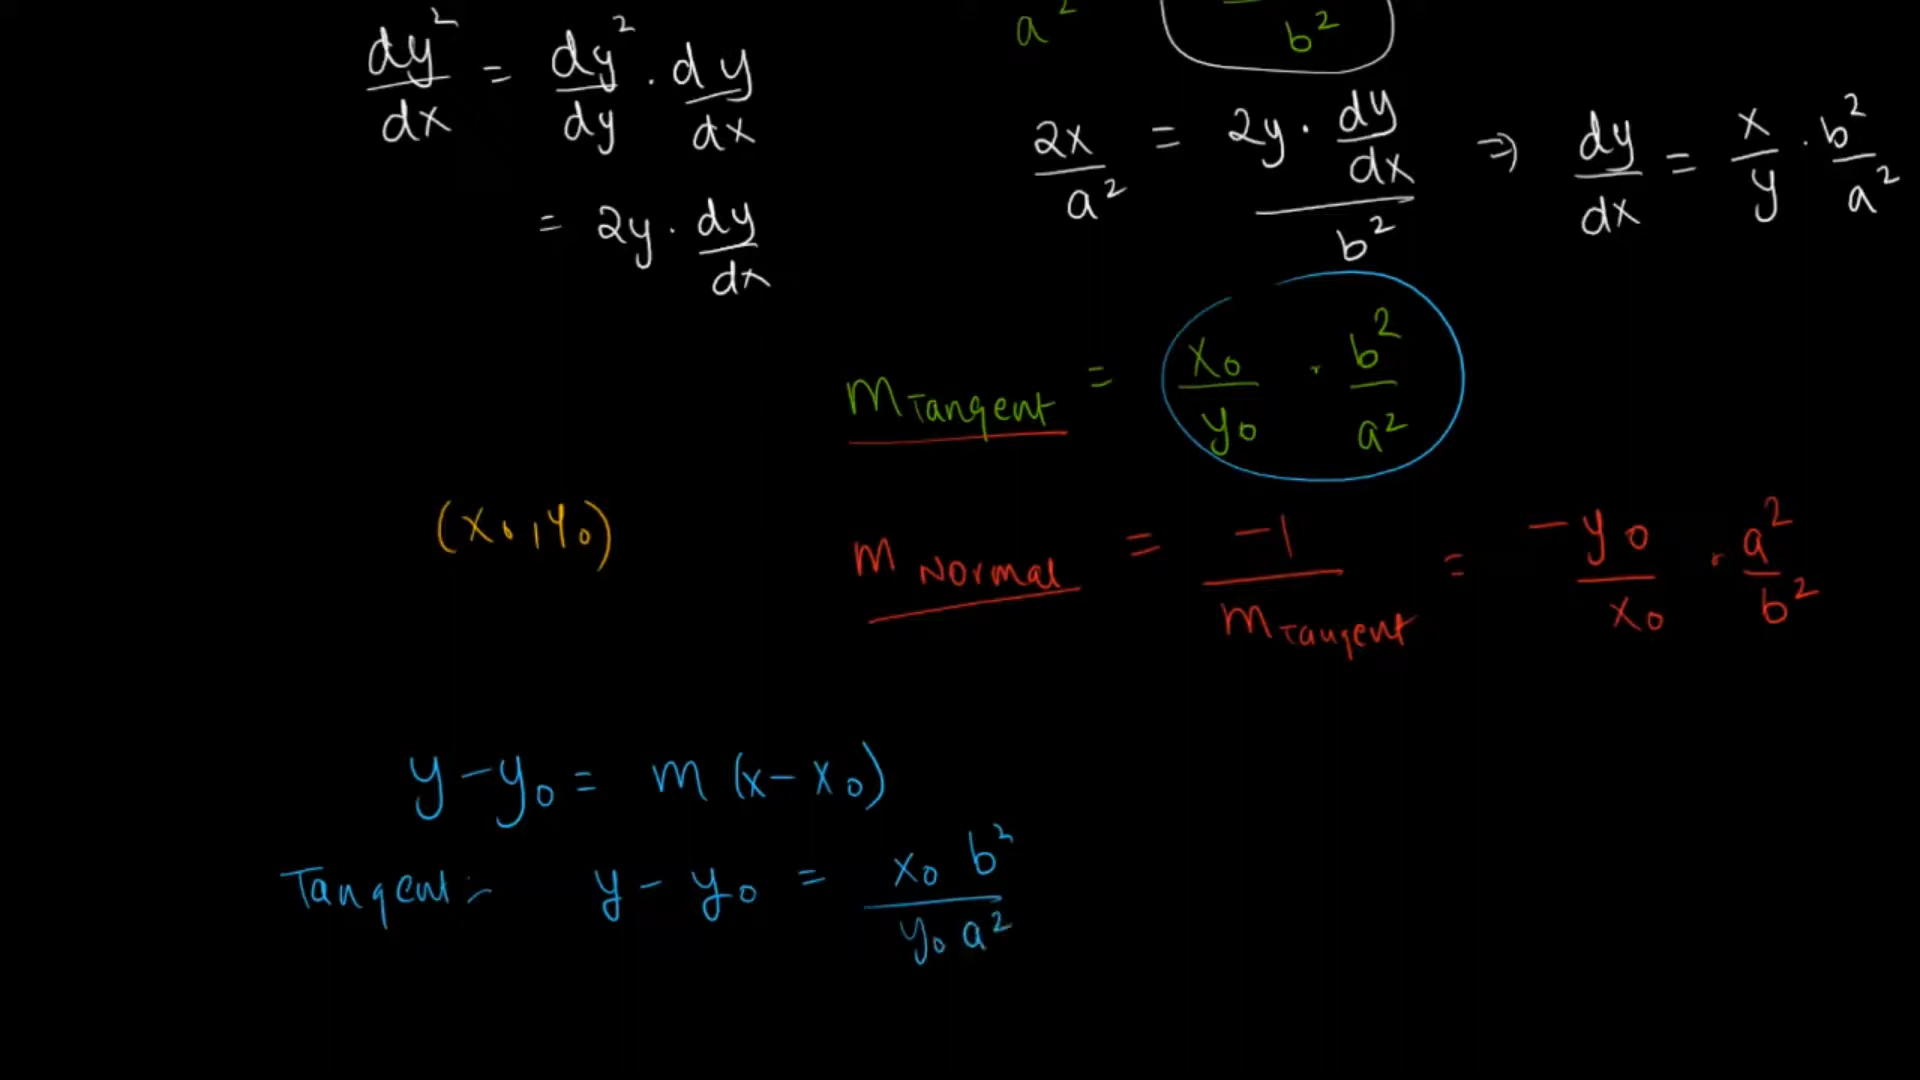 dy²/dx = dy²/dy · dy/dx
= 2y · dy/dx
a² b²
2x/a² = 2y · dy/dx / b² ⇒ dy/dx = x/y · b²/a²
mTangent = x₀/y₀ · b²/a²
(x₀, y₀)
m Normal = -1/mTangent = -y₀/x₀ · a²/b²
y - y₀ = m (x - x₀)
Tangent :- y - y₀ = x₀ b²/y₀ a²